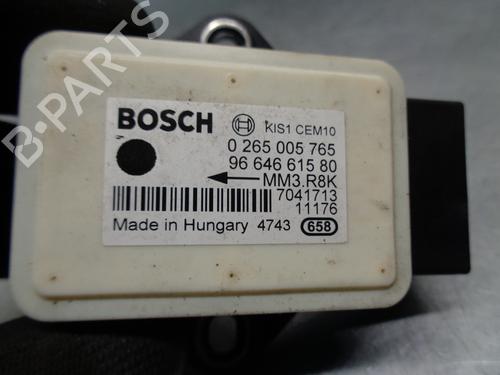 B-PARTS
BOSCH KIS1 CEM10
0 265 005 765
96 646 615 80
MM3.R8K
7041713
11176
Made in Hungary 4743 658